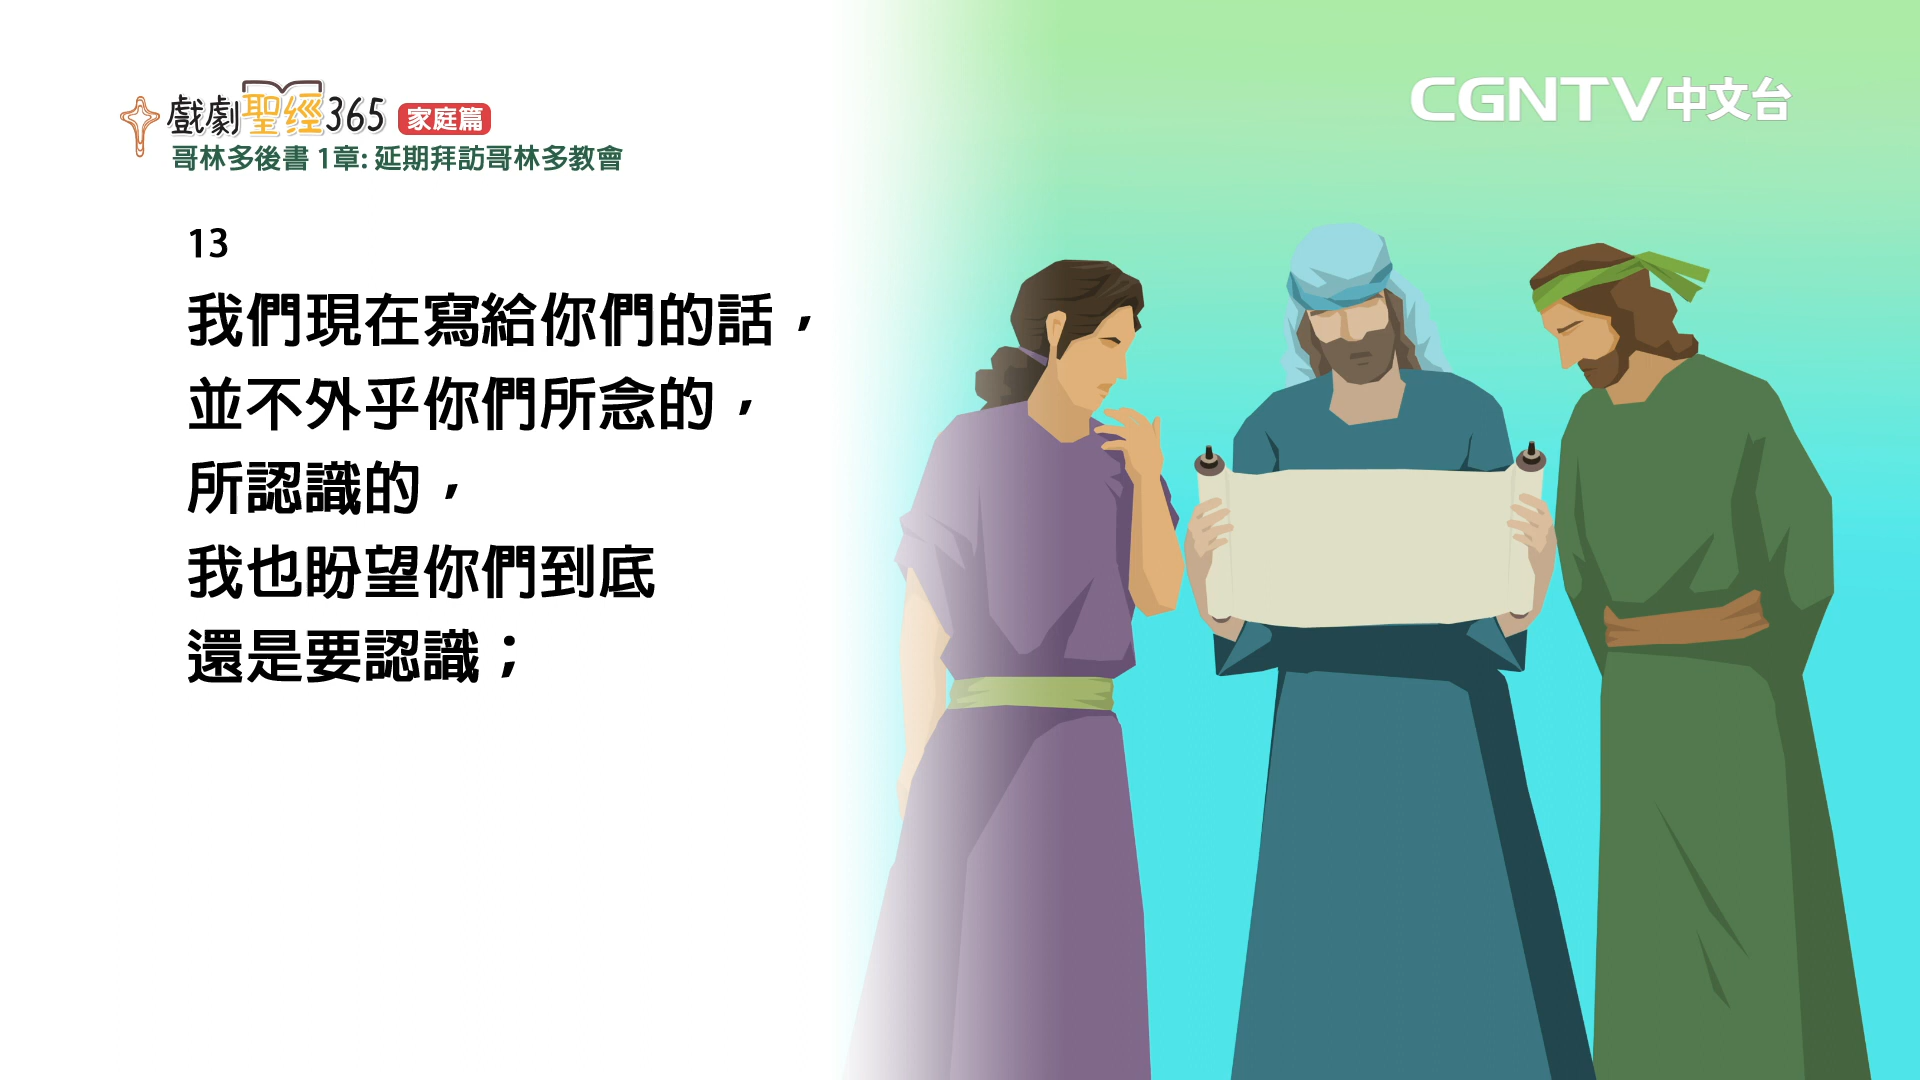 戲劇聖經365 家庭篇
CGNTV中文台
哥林多後書 1章: 延期拜訪哥林多教會
13
我們現在寫給你們的話，
並不外乎你們所念的，
所認識的，
我也盼望你們到底
還是要認識；